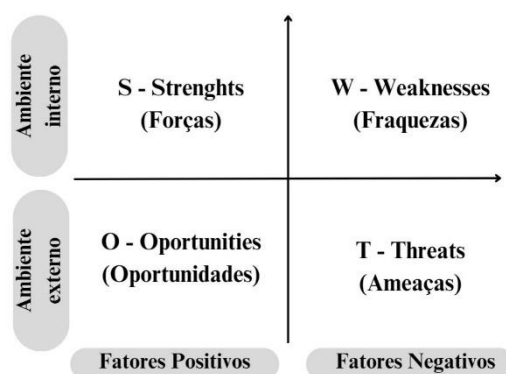 Ambiente
interno
S - Strenghts
(Forças)
W - Weaknesses
(Fraquezas)
Ambiente
externo
O - Oportunities
(Oportunidades)
T - Threats
(Ameaças)
Fatores Positivos
Fatores Negativos